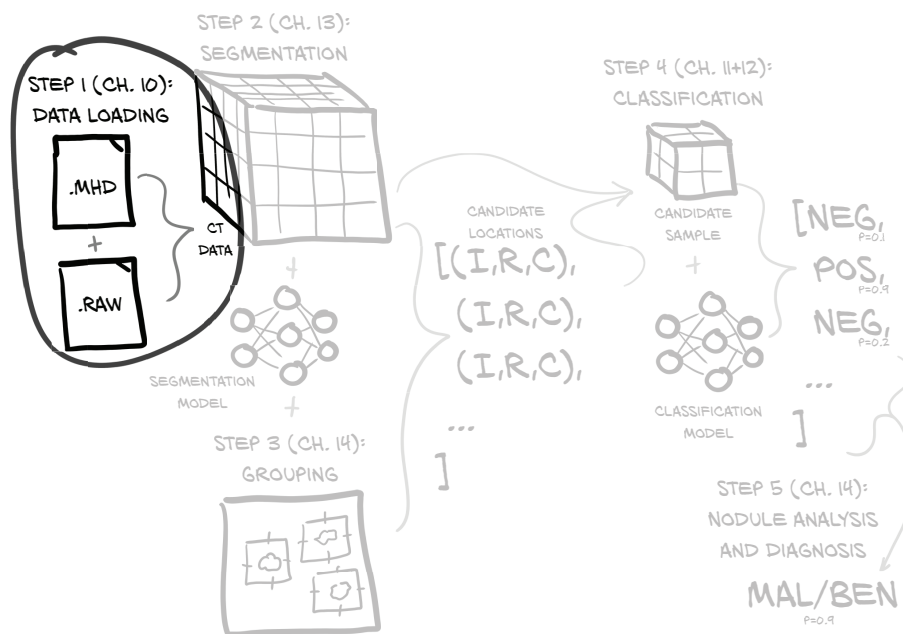 STEP 2 (CH. 13):
SEGMENTATION
STEP 1 (CH. 10):
DATA LOADING
.MHD
+
.RAW
CT
DATA
+
SEGMENTATION
MODEL
+
STEP 3 (CH. 14):
GROUPING
CANDIDATE
LOCATIONS
[(I,R,C),
(I,R,C),
(I,R,C),
...
]
STEP 4 (CH. 11+12):
CLASSIFICATION
CANDIDATE
SAMPLE
+
CLASSIFICATION
MODEL
[NEG,
P=0.1
POS,
P=0.9
NEG,
P=0.2
...
]
STEP 5 (CH. 14):
NODULE ANALYSIS
AND DIAGNOSIS
MAL/BEN
P=0.9